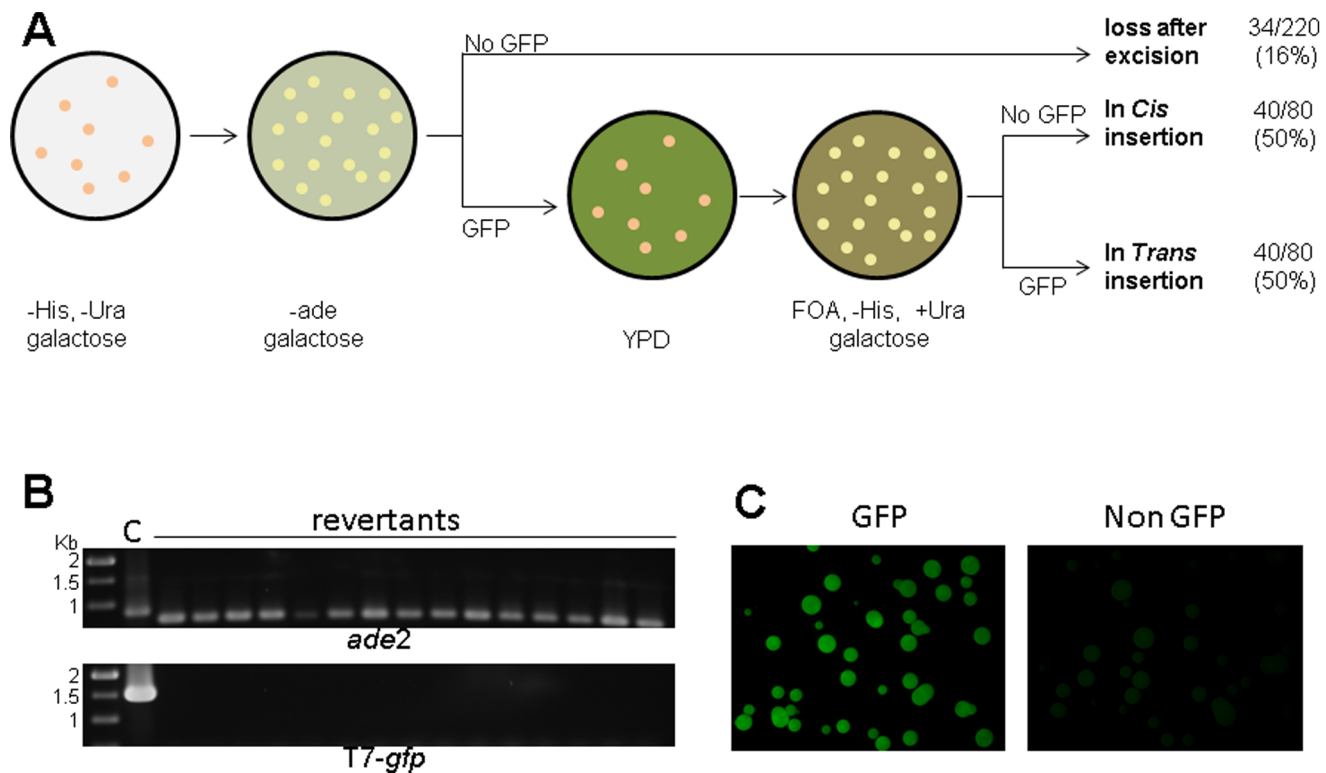 A
No GFP
GFP
loss after
excision
34/220
(16%)
No GFP
In Cis
insertion
40/80
(50%)
GFP
In Trans
insertion
40/80
(50%)
-His, -Ura
galactose
-ade
galactose
YPD
FOA, -His, +Ura
galactose
B
C
revertants
Kb
2
1.5
1
ade2
2
1.5
1
T7-gfp
C
GFP
Non GFP